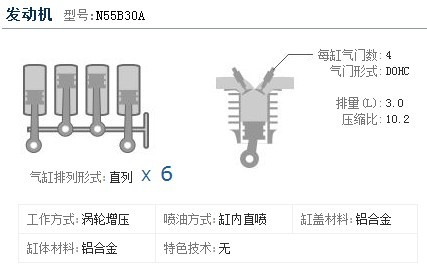 发动机 型号:N55B30A
每缸气门数: 4
气门形式: DOHC
排量(L): 3.0
压缩比: 10.2
气缸排列形式: 直列 X 6
工作方式: 涡轮增压 喷油方式: 缸内直喷 缸盖材料: 铝合金
缸体材料: 铝合金 特色技术: 无